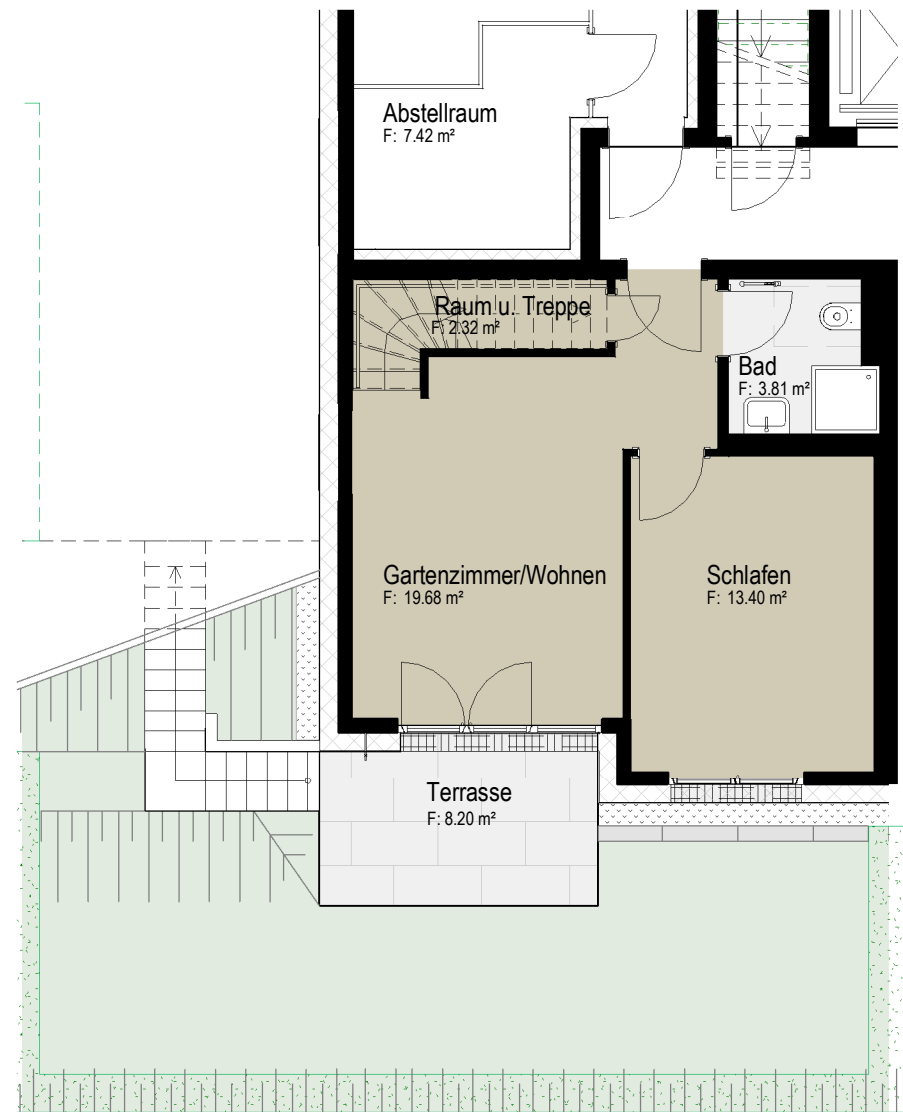 Abstellraum
F: 7.42 m²
Raum u. Treppe
F: 2.32 m²
Bad
F: 3.81 m²
Gartenzimmer/Wohnen
F: 19.68 m²
Schlafen
F: 13.40 m²
Terrasse
F: 8.20 m²